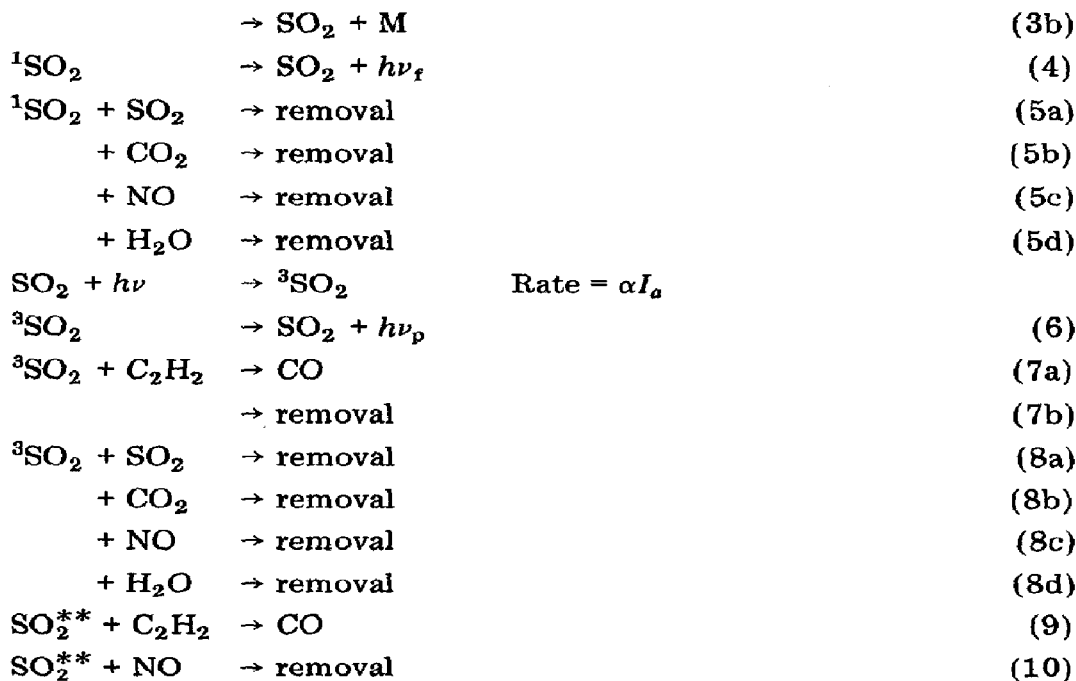 → SO₂ + M (3b)
¹SO₂ → SO₂ + hν_f (4)
¹SO₂ + SO₂ → removal (5a)
+ CO₂ → removal (5b)
+ NO → removal (5c)
+ H₂O → removal (5d)
SO₂ + hν → ³SO₂ Rate = αI_a
³SO₂ → SO₂ + hν_p (6)
³SO₂ + C₂H₂ → CO (7a)
→ removal (7b)
³SO₂ + SO₂ → removal (8a)
+ CO₂ → removal (8b)
+ NO → removal (8c)
+ H₂O → removal (8d)
SO₂** + C₂H₂ → CO (9)
SO₂** + NO → removal (10)